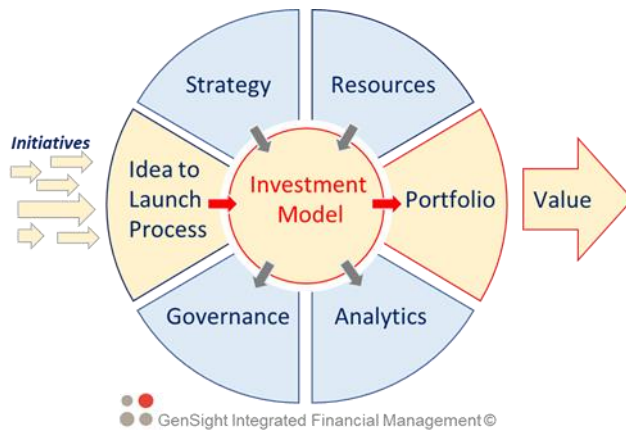 Strategy
Resources
Initiatives
Idea to
Launch
Process
Investment
Model
Portfolio
Value
Governance
Analytics
GenSight Integrated Financial Management©